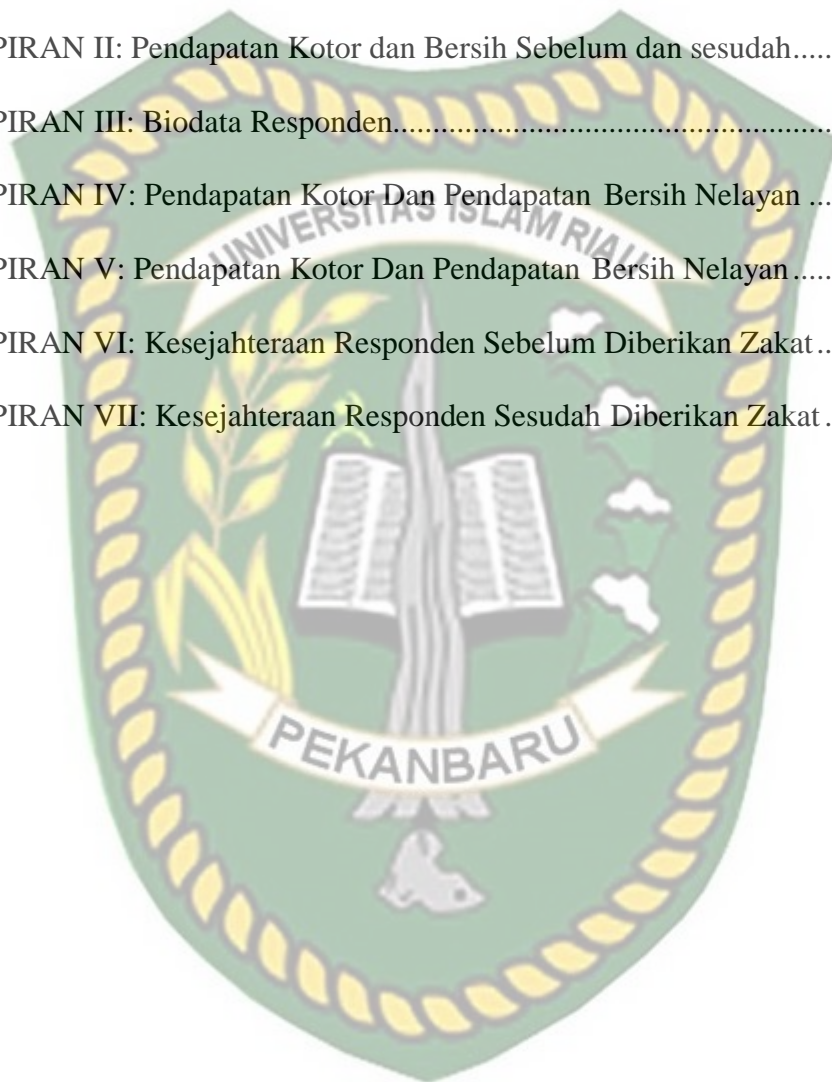 PIRAN II: Pendapatan Kotor dan Bersih Sebelum dan sesudah.....
PIRAN III: Biodata Responden..........................................................
PIRAN IV: Pendapatan Kotor Dan Pendapatan Bersih Nelayan ...
UNIVERSITAS ISLAM RIAU
PIRAN V: Pendapatan Kotor Dan Pendapatan Bersih Nelayan.....
PIRAN VI: Kesejahteraan Responden Sebelum Diberikan Zakat..
PIRAN VII: Kesejahteraan Responden Sesudah Diberikan Zakat.
PEKANBARU